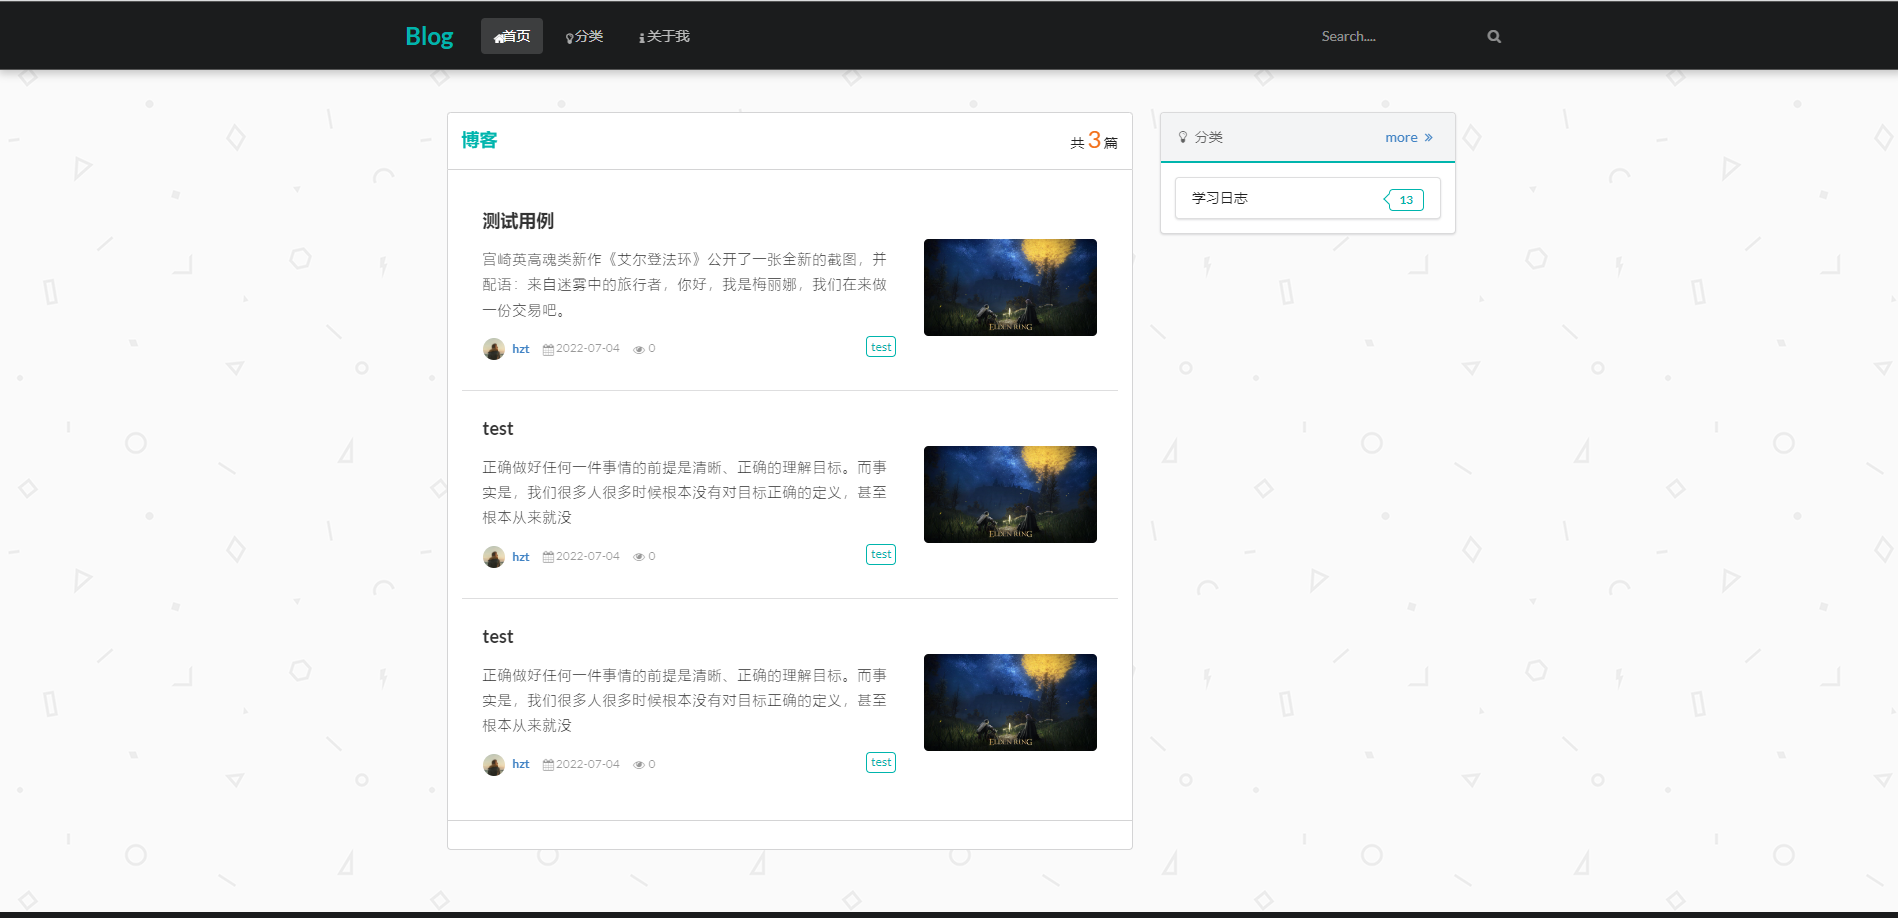 Blog 首页 分类 关于我 Search....
博客 共 3 篇
测试用例
宫崎英高魂类新作《艾尔登法环》公开了一张全新的截图，并
配语：来自迷雾中的旅行者，你好，我是梅丽娜，我们在来做
一份交易吧。
ELDEN RING
hzt 2022-07-04 0 test
test
正确做好任何一件事情的前提是清晰、正确的理解目标。而事
实是，我们很多人很多时候根本没有对目标正确的定义，甚至
根本从来就没
ELDEN RING
hzt 2022-07-04 0 test
test
正确做好任何一件事情的前提是清晰、正确的理解目标。而事
实是，我们很多人很多时候根本没有对目标正确的定义，甚至
根本从来就没
ELDEN RING
hzt 2022-07-04 0 test
分类 more »
学习日志 13